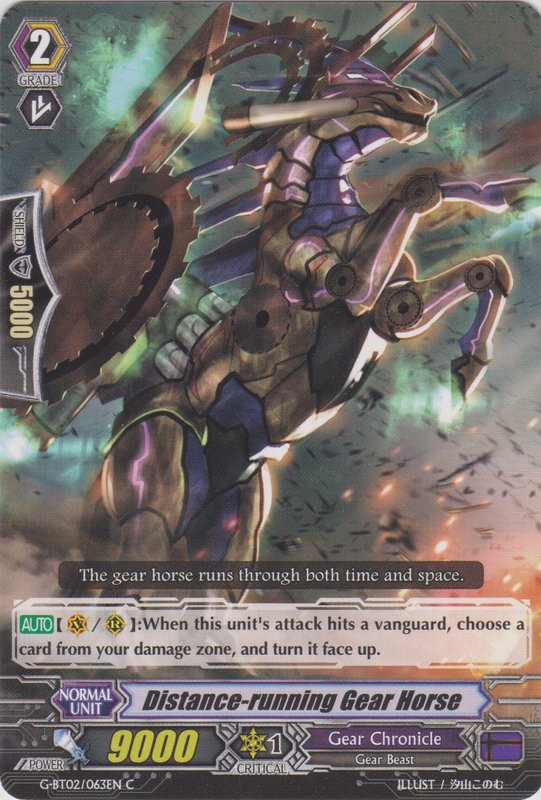 2
GRADE
SHIELD
5000
The gear horse runs through both time and space.
AUTO【V/R】:When this unit's attack hits a vanguard, choose a
card from your damage zone, and turn it face up.
NORMAL
UNIT
Distance-running Gear Horse
POWER
9000
1
CRITICAL
Gear Chronicle
Gear Beast
G-BT02/063EN C
ILLUST / 汐山このむ